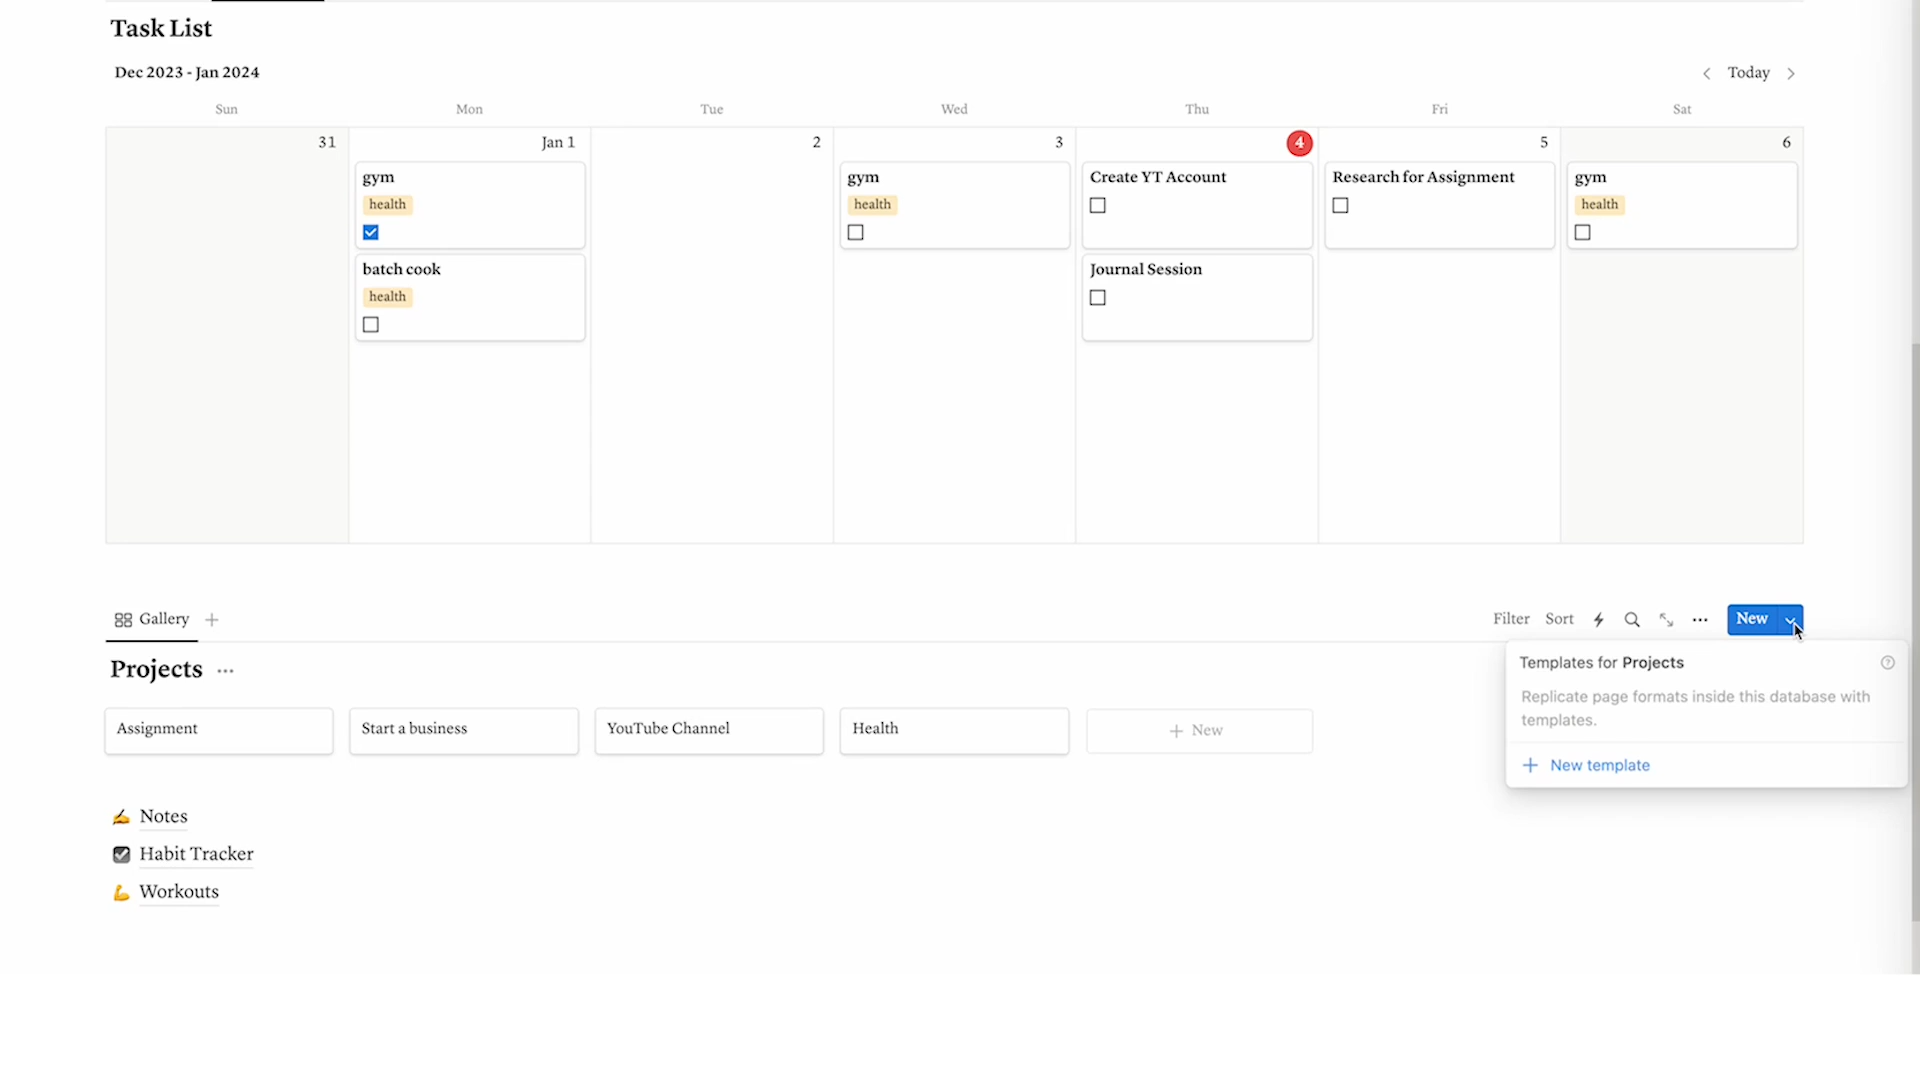 Task List
Dec 2023 - Jan 2024
Today
Sun Mon Tue Wed Thu Fri Sat
31 Jan 1 2 3 4 5 6
gym gym Create YT Account Research for Assignment gym
health health health
batch cook Journal Session
health
Gallery
Filter Sort New
Projects
Templates for Projects
Replicate page formats inside this database with
templates.
New template
Assignment Start a business YouTube Channel Health New
Notes
Habit Tracker
Workouts